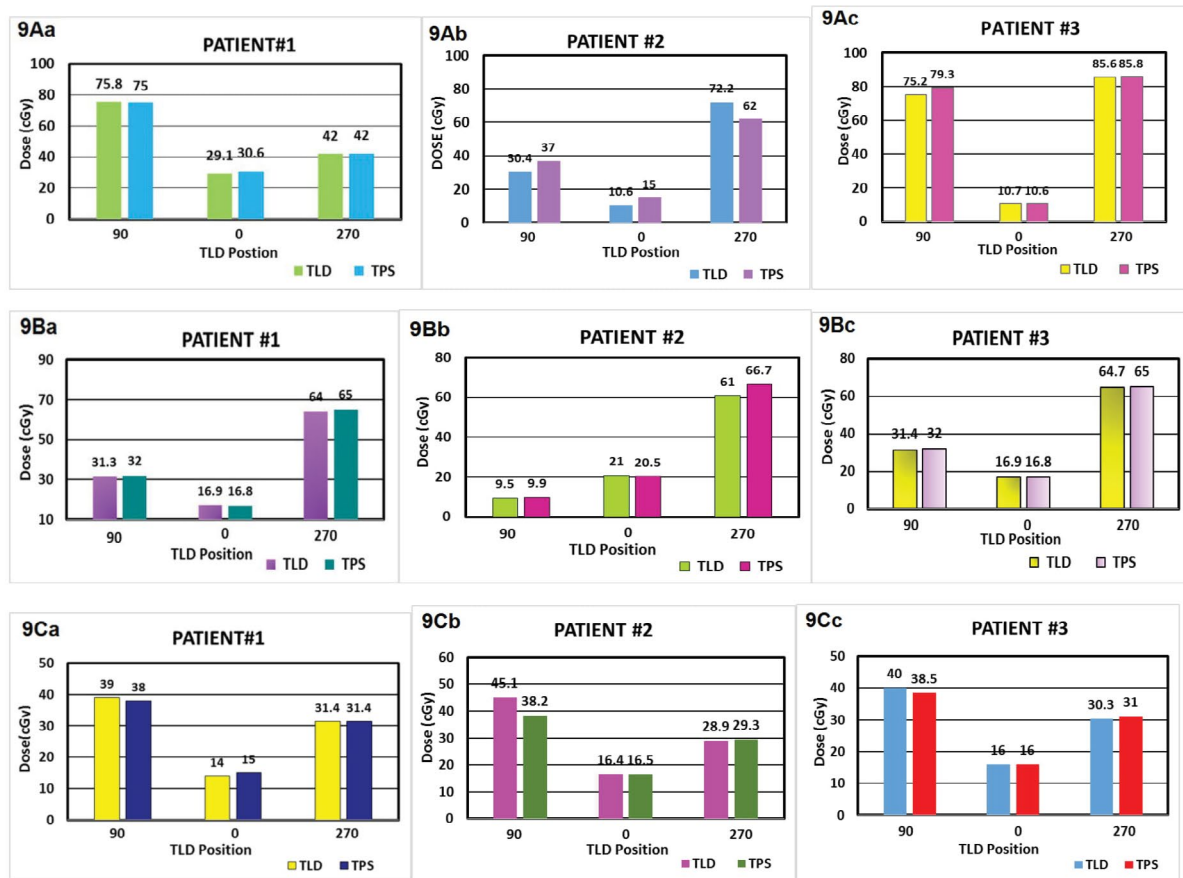 9Aa
PATIENT#1
Dose (cGy)
100
80
60
40
20
0
75.8 75
29.1 30.6
42 42
90 0 270
TLD Postion
TLD TPS
9Ab
PATIENT #2
DOSE (cGy)
100
80
60
40
20
0
30.4 37
10.6 15
72.2 62
90 0 270
TLD Postion
TLD TPS
9Ac
PATIENT #3
Dose (cGy)
100
80
60
40
20
0
75.2 79.3
10.7 10.6
85.6 85.8
90 0 270
TLD Postion
TLD TPS
9Ba
PATIENT #1
Dose (cGy)
90
70
50
30
10
31.3 32
16.9 16.8
64 65
90 0 270
TLD Position
TLD TPS
9Bb
PATIENT #2
Dose (cGy)
80
60
40
20
0
9.5 9.9
21 20.5
61 66.7
90 0 270
TLD Position
TLD TPS
9Bc
PATIENT #3
Dose (cGy)
80
60
40
20
0
31.4 32
16.9 16.8
64.7 65
90 0 270
TLD Position
TLD TPS
9Ca
PATIENT#1
Dose(cGy)
50
40
30
20
10
0
39 38
14 15
31.4 31.4
90 0 270
TLD Position
TLD TPS
9Cb
PATIENT #2
Dose (cGy)
60
50
40
30
20
10
0
45.1 38.2
16.4 16.5
28.9 29.3
90 0 270
TLD Position
TLD TPS
9Cc
PATIENT #3
Dose (cGy)
50
40
30
20
10
0
40 38.5
16 16
30.3 31
90 0 270
TLD Position
TLD TPS